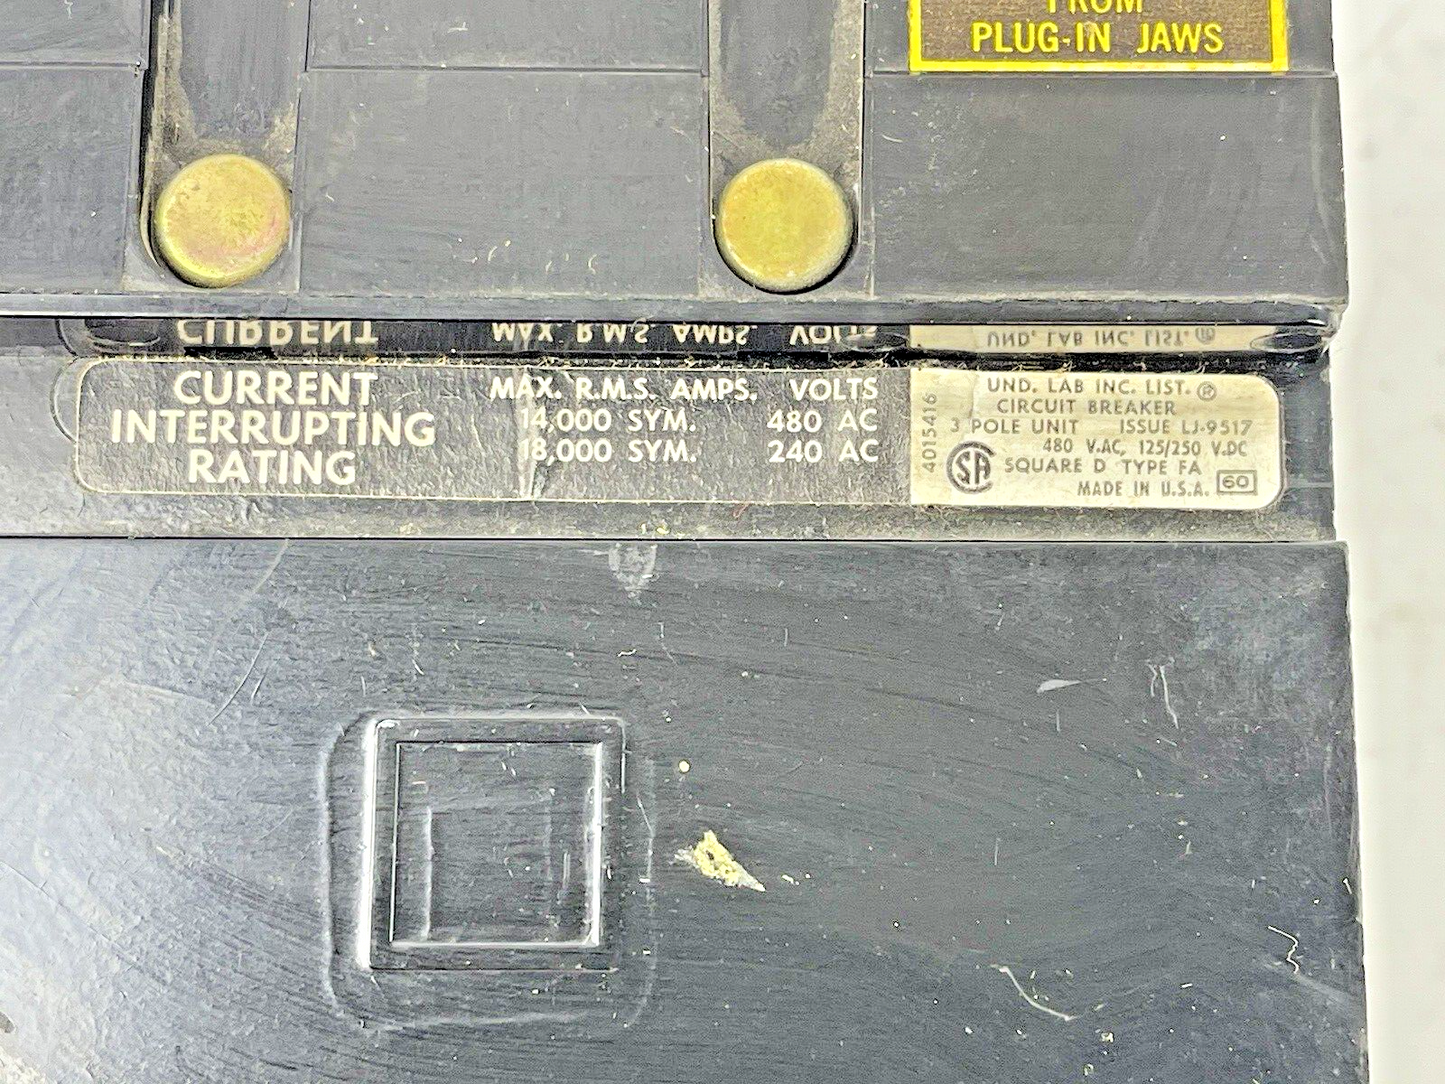 FROM
PLUG-IN JAWS
CURRENT
INTERRUPTING
RATING
MAX. R.M.S. AMPS. VOLTS
14,000 SYM. 480 AC
18,000 SYM. 240 AC
4015416
UND. LAB INC. LIST. ®
CIRCUIT BREAKER
3 POLE UNIT ISSUE LJ-9517
480 V.AC, 125/250 V.DC
SA SQUARE D TYPE FA
MADE IN U.S.A. 60